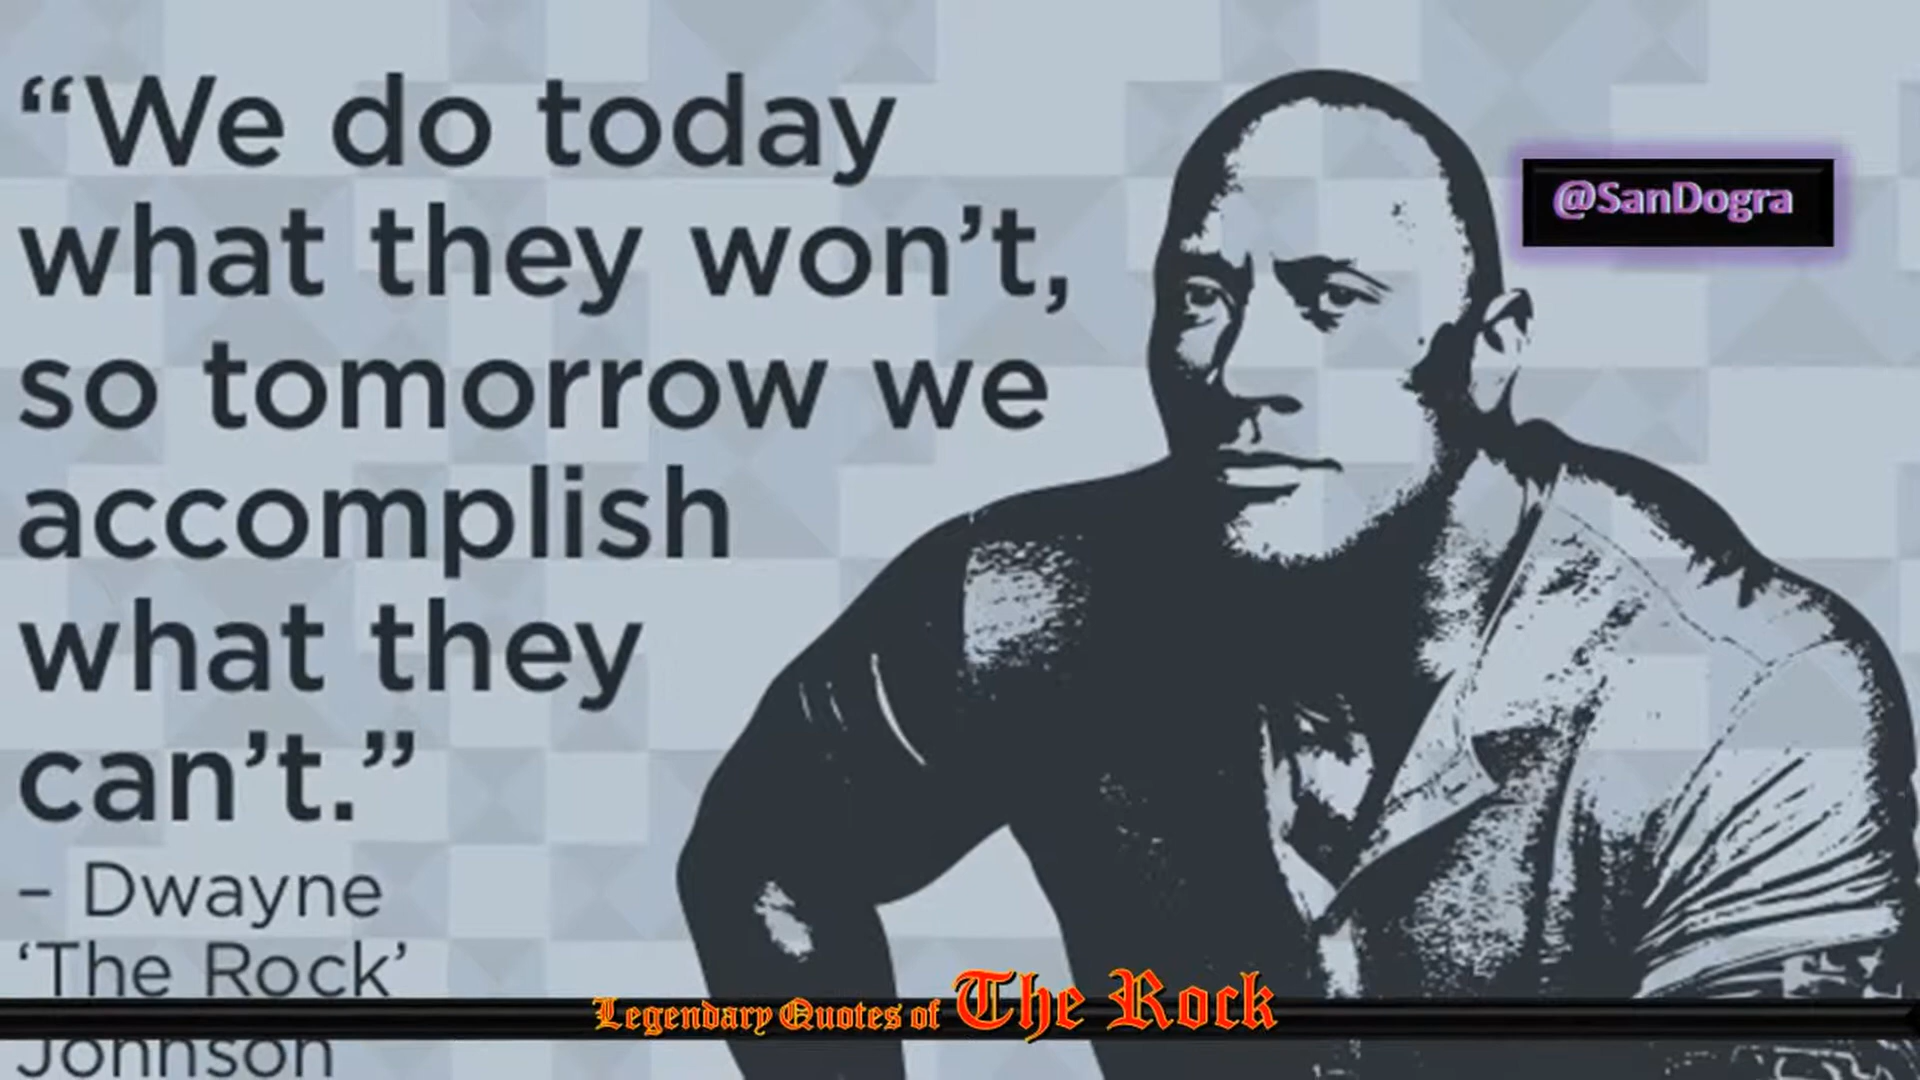 “We do today
what they won’t,
so tomorrow we
accomplish
what they
can’t.”
– Dwayne
‘The Rock’
Johnson
@SanDogra
Legendary Quotes of The Rock